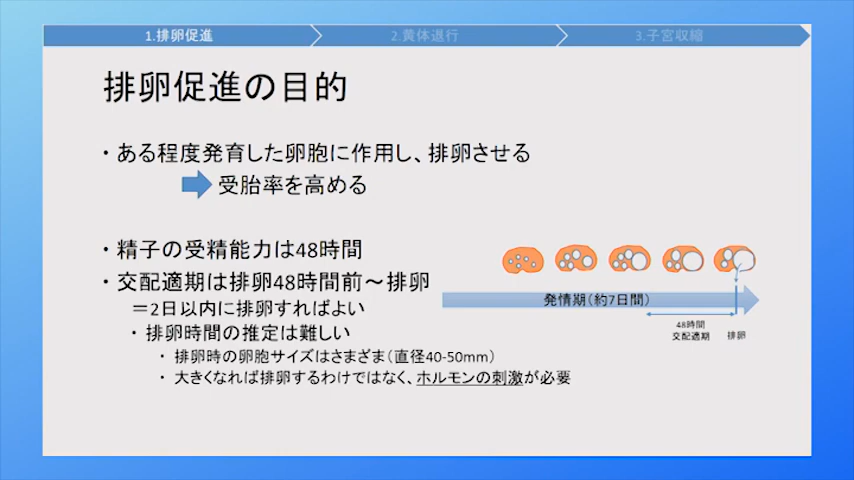 1.排卵促進
2.黄体退行
3.子宮収縮
排卵促進の目的
・ある程度発育した卵胞に作用し、排卵させる
受胎率を高める
・精子の受精能力は48時間
・交配適期は排卵48時間前～排卵
＝2日以内に排卵すればよい
・排卵時間の推定は難しい
・排卵時の卵胞サイズはさまざま（直径40-50mm）
・大きくなれば排卵するわけではなく、ホルモンの刺激が必要
発情期（約7日間）
48時間
交配適期
排卵